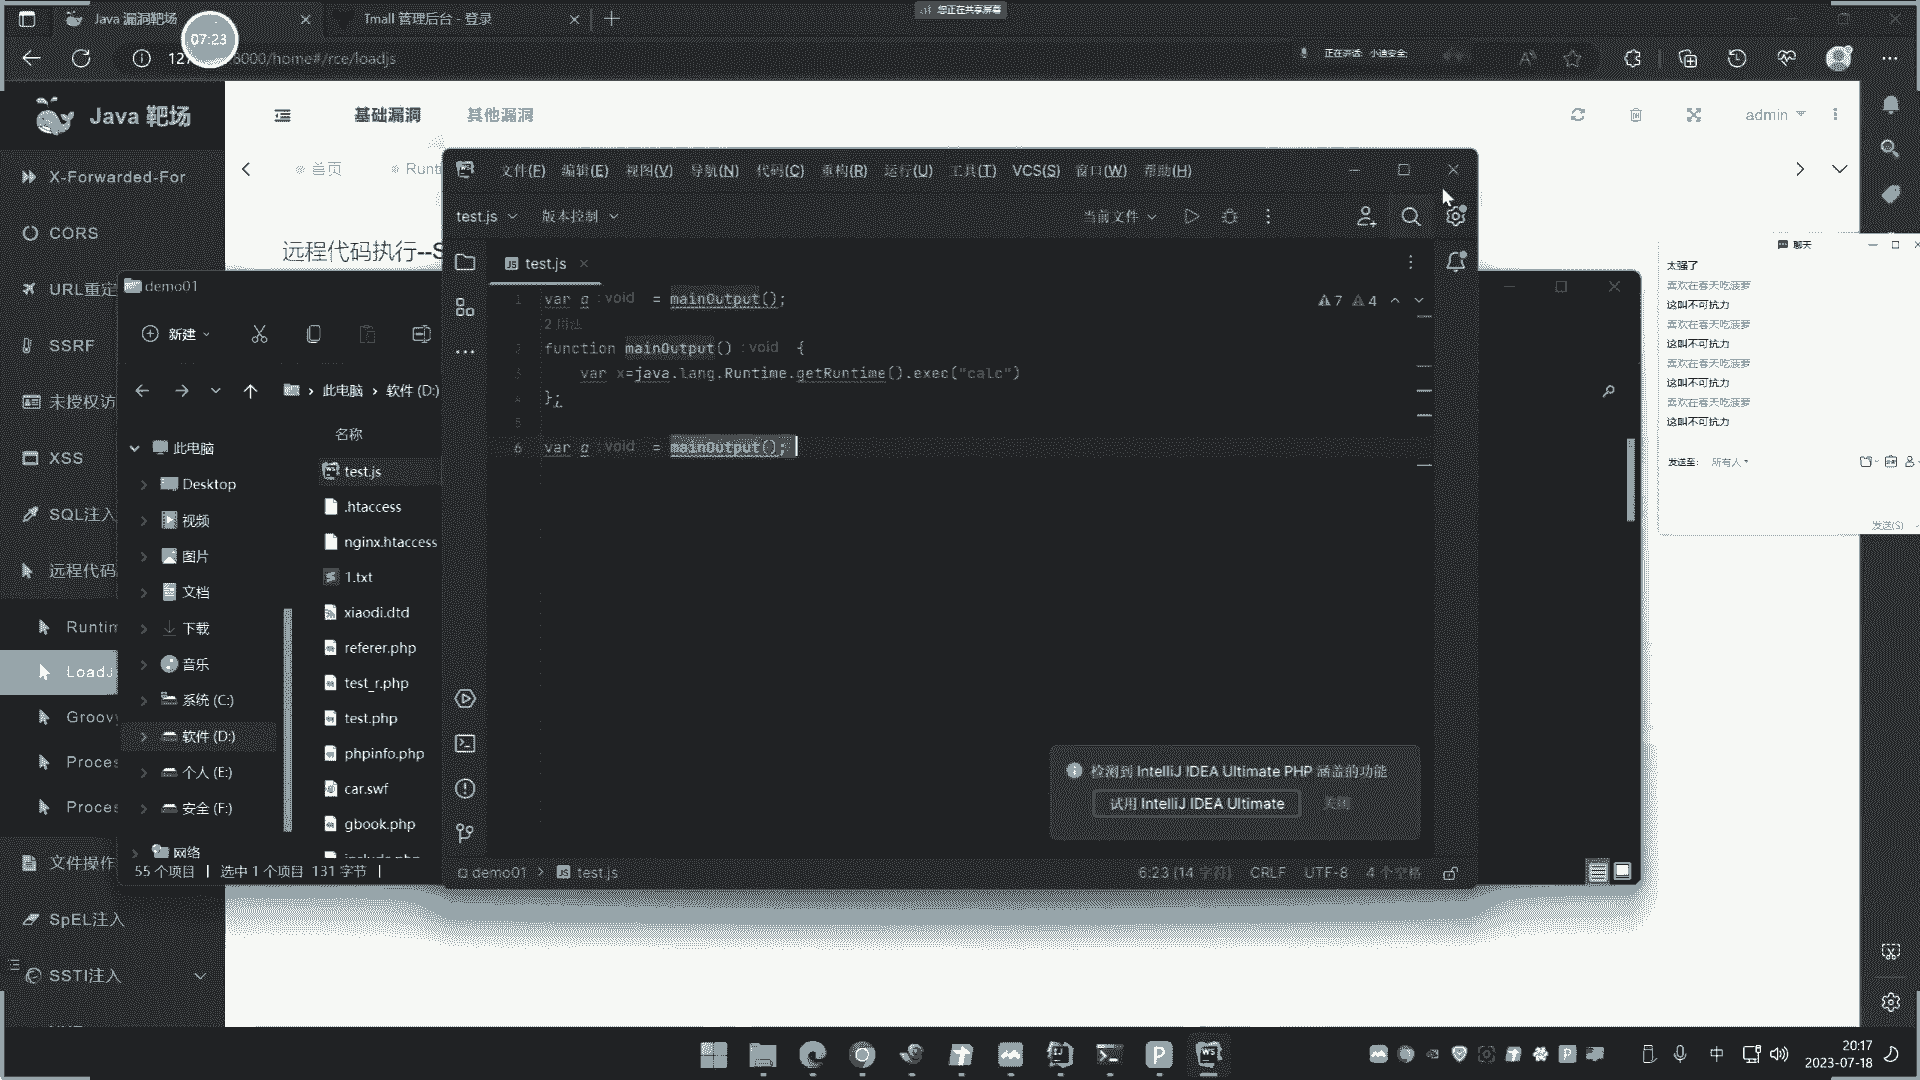 Java 漏洞靶场
Tmall 管理后台 - 登录
您正在共享屏幕
07:23
/home#/rce/loadjs
正在讲话: 小迪安全;
Java 靶场
基础漏洞
其他漏洞
admin
首页
X-Forwarded-For
CORS
SSRF
XSS
SpEL注入
SSTI注入
文件(F)
编辑(E)
视图(V)
导航(N)
代码(C)
重构(R)
运行(U)
工具(T)
VCS(S)
窗口(W)
帮助(H)
test.js
版本控制
当前文件
test.js
1 var a : void = mainOutput();
2 用法
2 function mainOutput() : void {
3 var x=java.lang.Runtime.getRuntime().exec("calc")
4 };
5
6 var a : void = mainOutput();
7 4
检测到 IntelliJ IDEA Ultimate PHP 涵盖的功能
试用 IntelliJ IDEA Ultimate
关闭
demo01 > test.js
6:23 (14 字符)
CRLF
UTF-8
4 个空格
远程代码执行--S
demo01
新建
此电脑 > 软件 (D:)
名称
此电脑
Desktop
视频
图片
文档
下载
音乐
系统 (C:)
软件 (D:)
个人 (E:)
安全 (F:)
网络
test.js
.htaccess
nginx.htaccess
1.txt
xiaodi.dtd
referer.php
test_r.php
test.php
phpinfo.php
car.swf
gbook.php
55 个项目
选中 1 个项目 131 字节
URL重定
未授权访
SQL注入
远程代码
Runtim
LoadJ
Groovy
Proces
Proces
文件操作
聊天
太强了
喜欢在春天吃菠萝
这叫不可抗力
喜欢在春天吃菠萝
这叫不可抗力
喜欢在春天吃菠萝
这叫不可抗力
喜欢在春天吃菠萝
这叫不可抗力
发送至: 所有人
发送(S)
中
20:17
2023-07-18